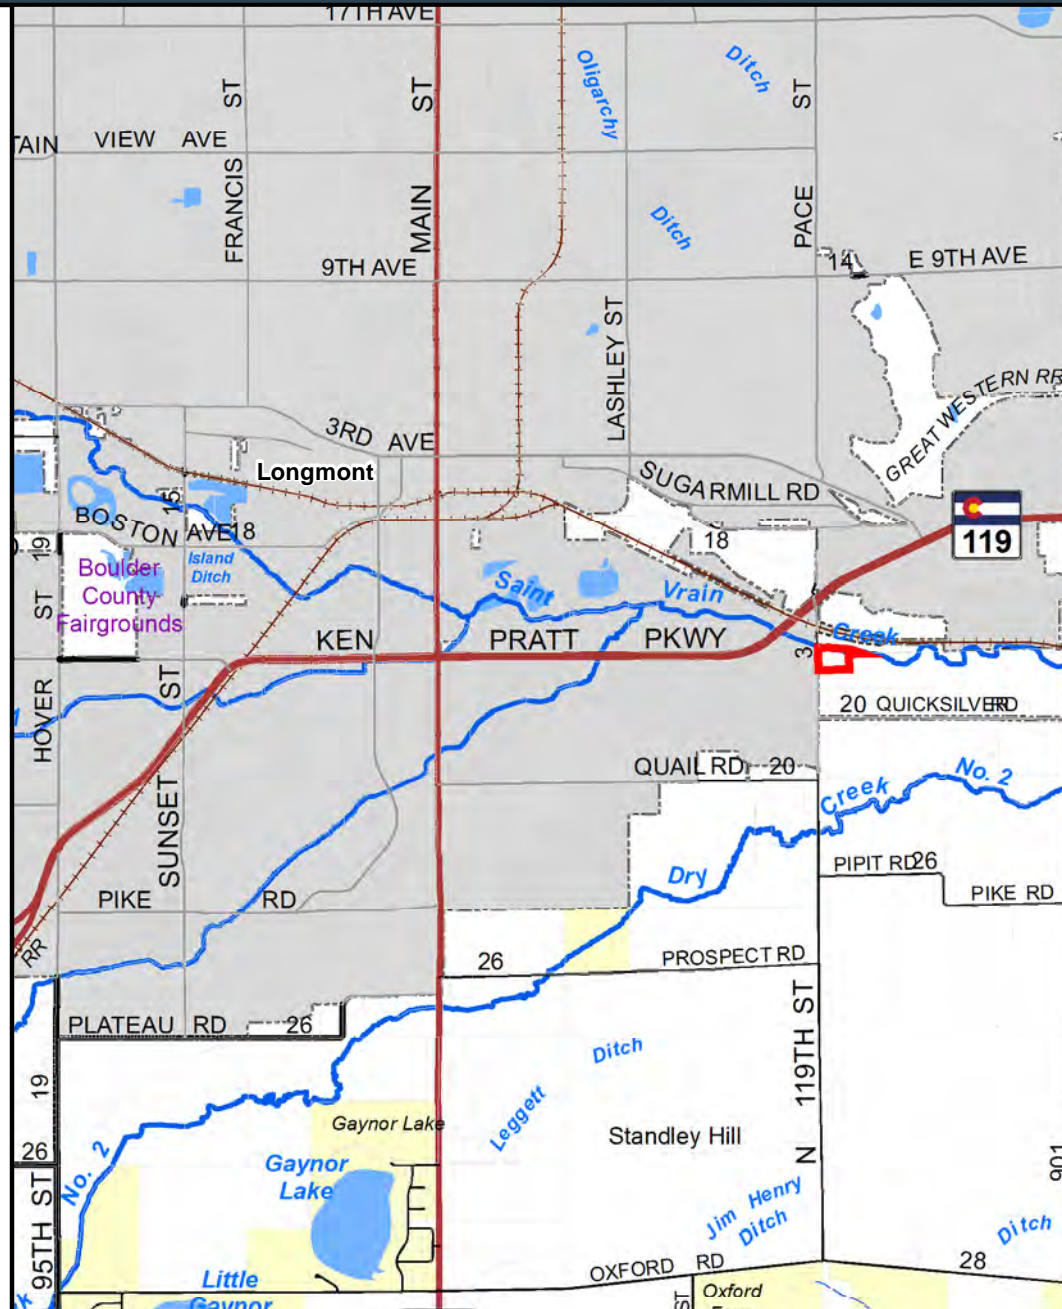 17TH AVE
ST
ST
Oligarchy
Ditch
ST
TAIN VIEW AVE
FRANCIS
MAIN
Ditch
PACE
9TH AVE
14
E 9TH AVE
LASHLEY ST
GREAT WESTERN RR
3RD AVE
Longmont
SUGARMILL RD
15
BOSTON AVE
18
119
18
19
Island
Ditch
Boulder
County
Fairgrounds
ST
Saint
Vrain
Creek
KEN PRATT PKWY
3
ST
HOVER
20
QUICKSILVER RD
QUAIL RD
20
Creek
No. 2
SUNSET
PIPIT RD
26
Dry
PIKE RD
PIKE RD
RR
26
PROSPECT RD
PLATEAU RD
26
119TH ST
Ditch
19
Leggett
Gaynor Lake
Standley Hill
26
No. 2
Gaynor
Lake
N
901
95TH ST
Jim Henry
Ditch
Ditch
OXFORD RD
28
Little
Gaynor
ST
Oxford